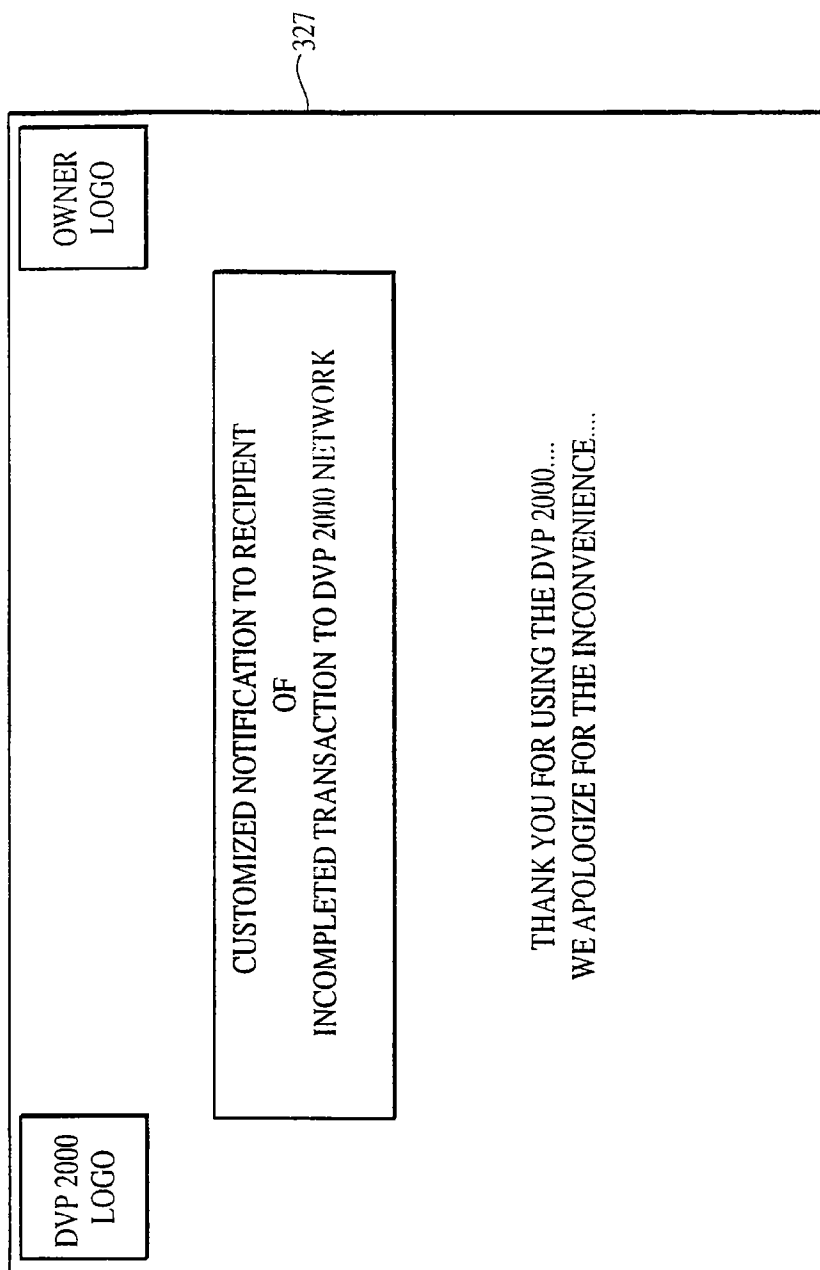 DVP 2000
LOGO
OWNER
LOGO
CUSTOMIZED NOTIFICATION TO RECIPIENT
OF
INCOMPLETED TRANSACTION TO DVP 2000 NETWORK
THANK YOU FOR USING THE DVP 2000....
WE APOLOGIZE FOR THE INCONVENIENCE....
327